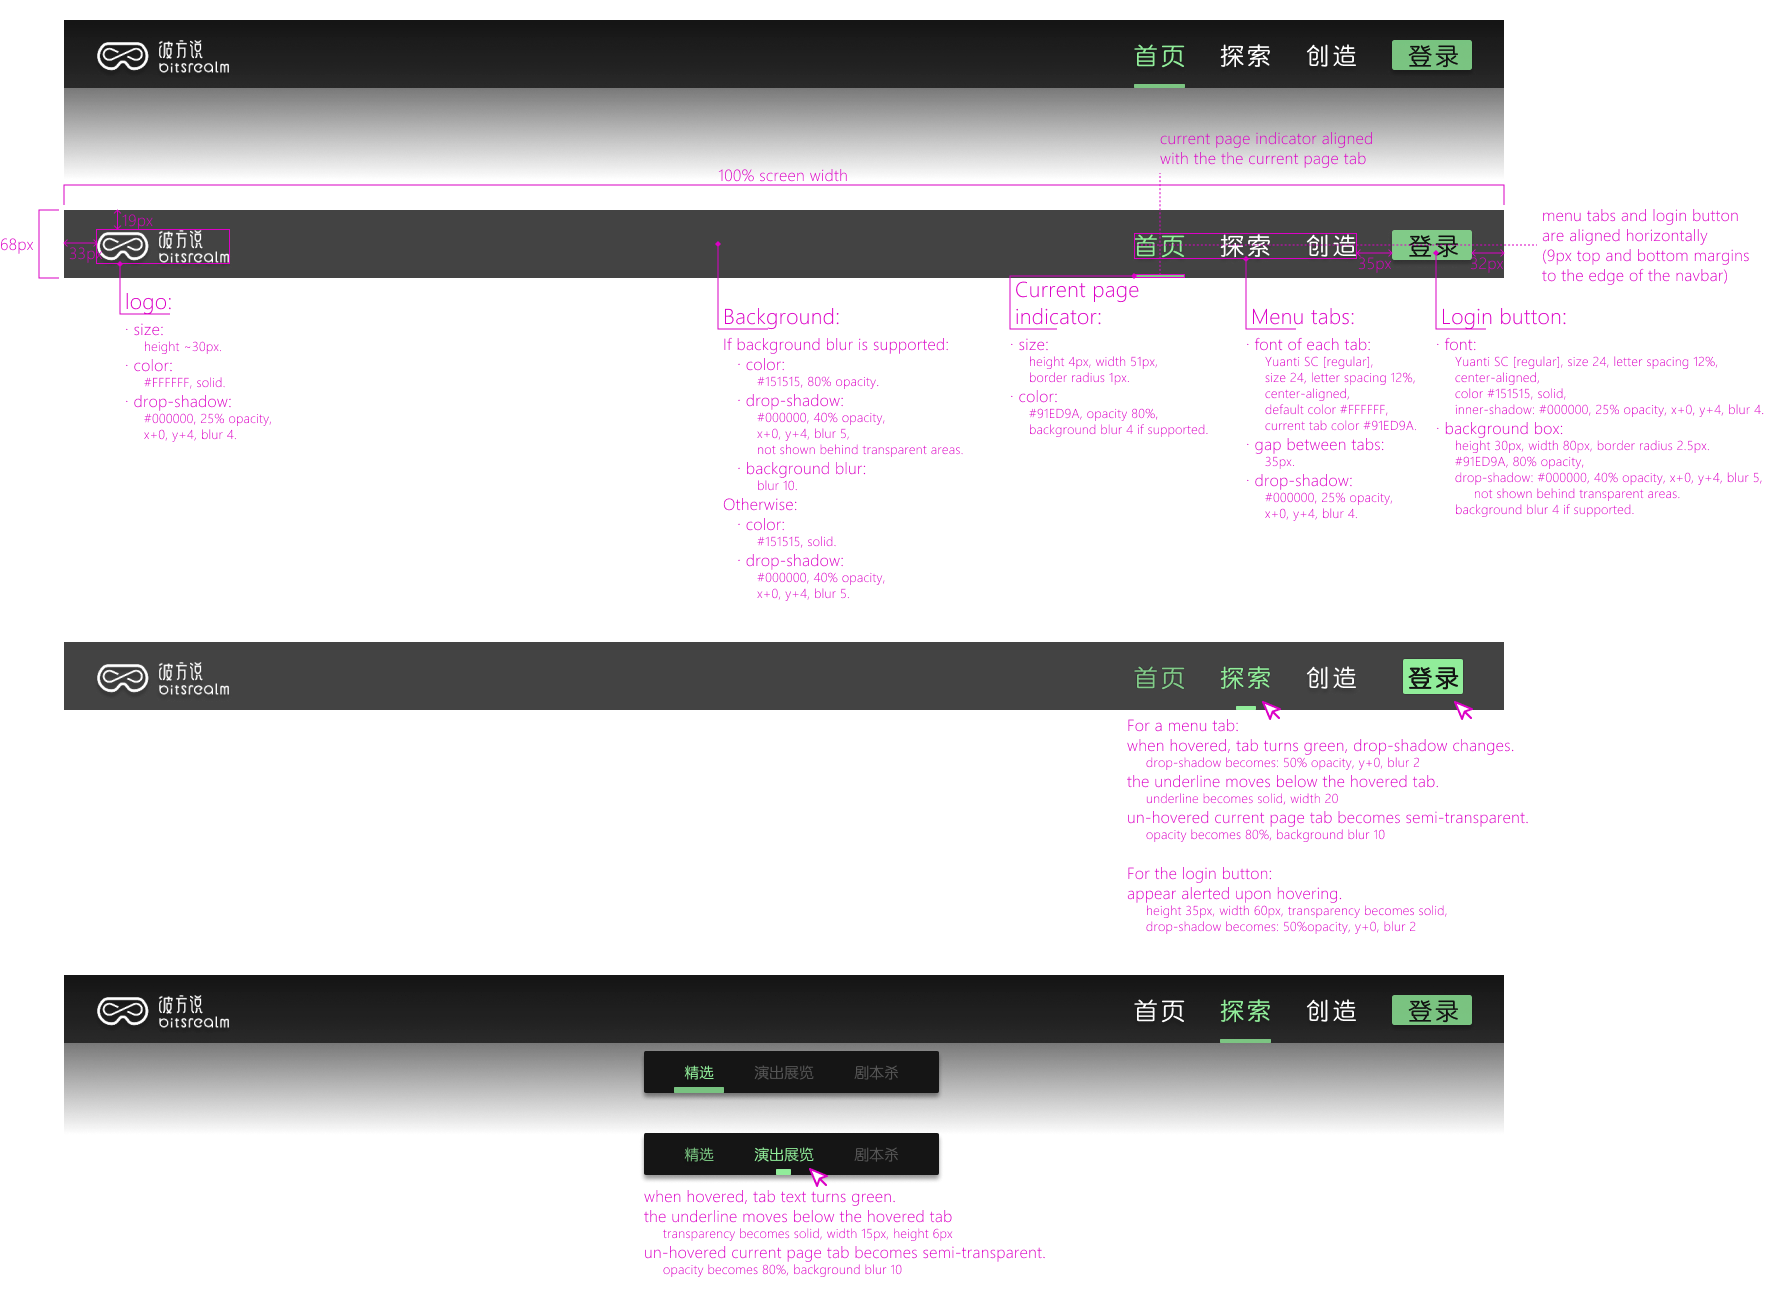 彼方说
bitsrealm
首页 探索 创造 登录
current page indicator aligned
with the the current page tab
100% screen width
68px
19px
33p
彼方说
bitsrealm
首页 探索 创造 登录
35px
32px
menu tabs and login button
are aligned horizontally
(9px top and bottom margins
to the edge of the navbar)
logo:
· size:
height ~30px.
· color:
#FFFFFF, solid.
· drop-shadow:
#000000, 25% opacity,
x+0, y+4, blur 4.
Background:
If background blur is supported:
· color:
#151515, 80% opacity.
· drop-shadow:
#000000, 40% opacity,
x+0, y+4, blur 5,
not shown behind transparent areas.
· background blur:
blur 10.
Otherwise:
· color:
#151515, solid.
· drop-shadow:
#000000, 40% opacity,
x+0, y+4, blur 5.
Current page
indicator:
· size:
height 4px, width 51px,
border radius 1px.
· color:
#91ED9A, opacity 80%,
background blur 4 if supported.
Menu tabs:
· font of each tab:
Yuanti SC [regular],
size 24, letter spacing 12%,
center-aligned,
default color #FFFFFF,
current tab color #91ED9A.
· gap between tabs:
35px.
· drop-shadow:
#000000, 25% opacity,
x+0, y+4, blur 4.
Login button:
· font:
Yuanti SC [regular], size 24, letter spacing 12%,
center-aligned,
color #151515, solid,
inner-shadow: #000000, 25% opacity, x+0, y+4, blur 4.
· background box:
height 30px, width 80px, border radius 2.5px.
#91ED9A, 80% opacity,
drop-shadow: #000000, 40% opacity, x+0, y+4, blur 5,
not shown behind transparent areas.
background blur 4 if supported.
彼方说
bitsrealm
首页 探索 创造 登录
For a menu tab:
when hovered, tab turns green, drop-shadow changes.
drop-shadow becomes: 50% opacity, y+0, blur 2
the underline moves below the hovered tab.
underline becomes solid, width 20
un-hovered current page tab becomes semi-transparent.
opacity becomes 80%, background blur 10
For the login button:
appear alerted upon hovering.
height 35px, width 60px, transparency becomes solid,
drop-shadow becomes: 50%opacity, y+0, blur 2
彼方说
bitsrealm
首页 探索 创造 登录
精选 演出展览 剧本杀
精选 演出展览 剧本杀
when hovered, tab text turns green.
the underline moves below the hovered tab
transparency becomes solid, width 15px, height 6px
un-hovered current page tab becomes semi-transparent.
opacity becomes 80%, background blur 10